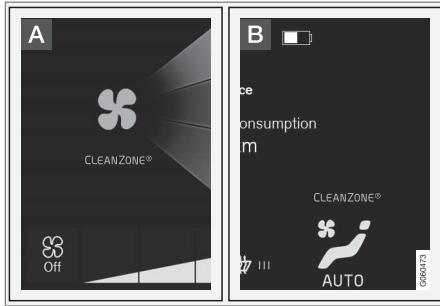 A
CLEANZONE®
Off
B
ce
onsumption
m
CLEANZONE®
III
AUTO
G060473